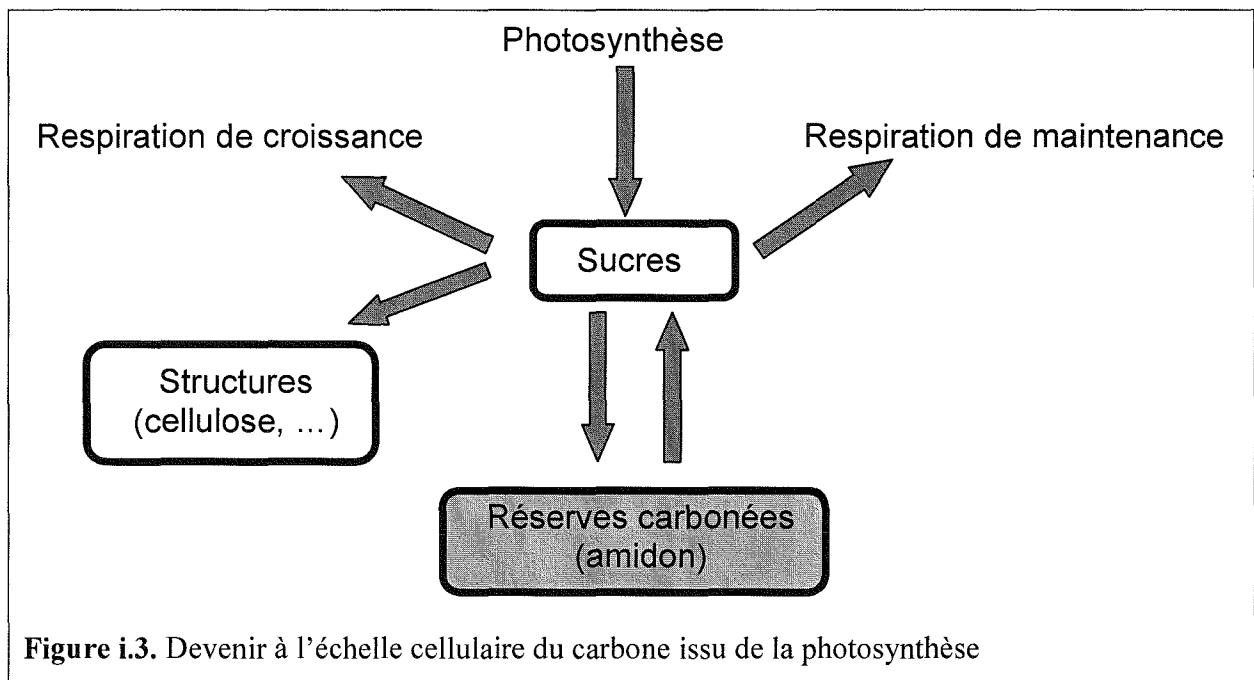 Photosynthèse
Respiration de croissance
Respiration de maintenance
Sucres
Structures
(cellulose, ...)
Réserves carbonées
(amidon)
Figure i.3. Devenir à l'échelle cellulaire du carbone issu de la photosynthèse